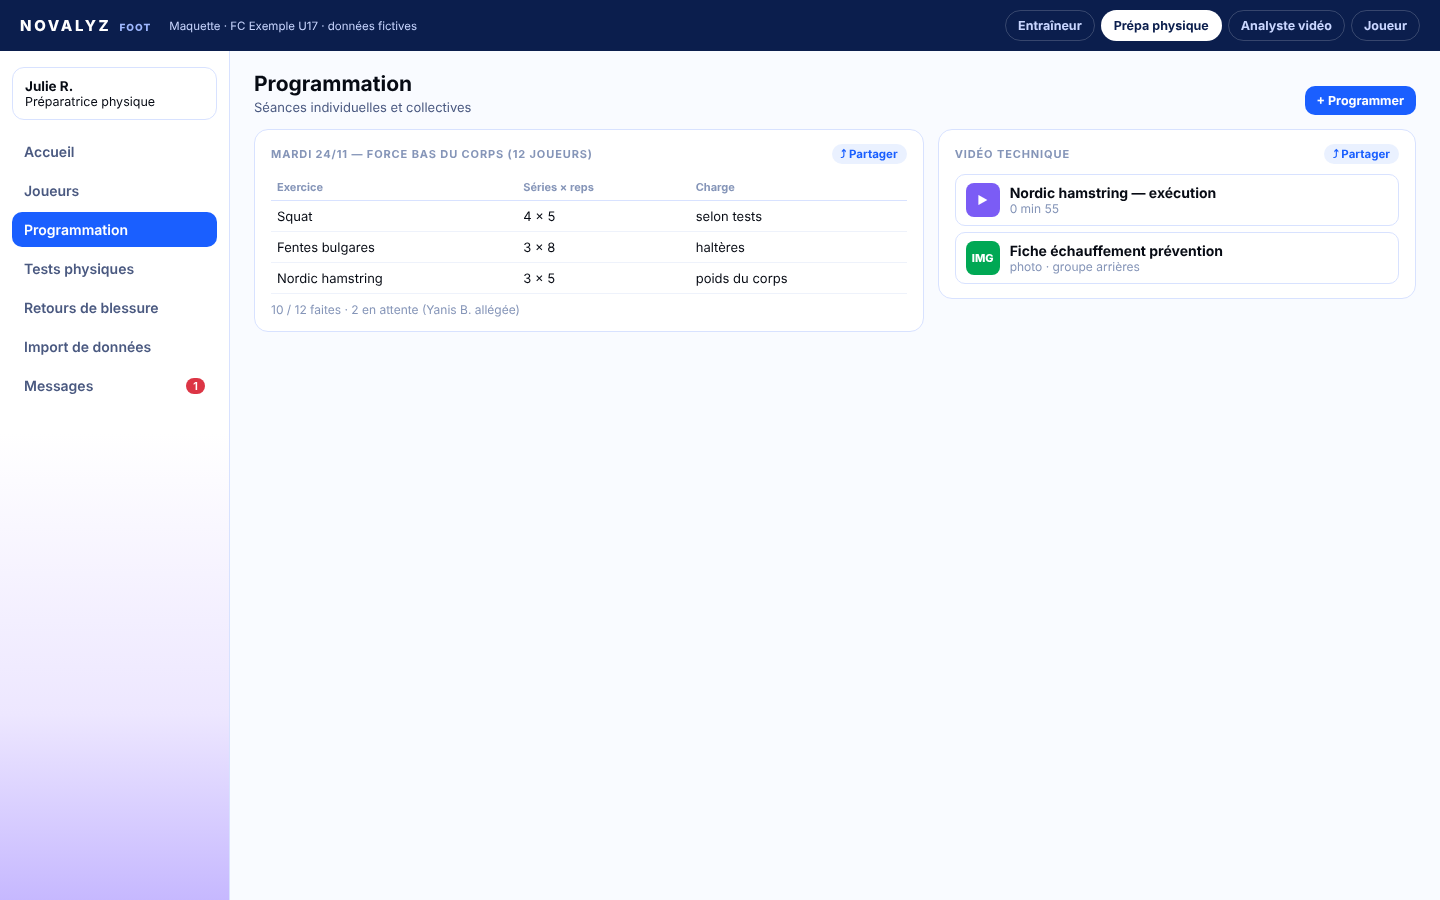 NOVALYZ FOOT Maquette · FC Exemple U17 · données fictives
Entraîneur Prépa physique Analyste vidéo Joueur
Julie R.
Préparatrice physique
Accueil
Joueurs
Programmation
Tests physiques
Retours de blessure
Import de données
Messages 1
Programmation
Séances individuelles et collectives
+ Programmer
MARDI 24/11 — FORCE BAS DU CORPS (12 JOUEURS) ⤴ Partager
Exercice Séries × reps Charge
Squat 4 × 5 selon tests
Fentes bulgares 3 × 8 haltères
Nordic hamstring 3 × 5 poids du corps
10 / 12 faites · 2 en attente (Yanis B. allégée)
VIDÉO TECHNIQUE ⤴ Partager
Nordic hamstring — exécution
0 min 55
IMG
Fiche échauffement prévention
photo · groupe arrières